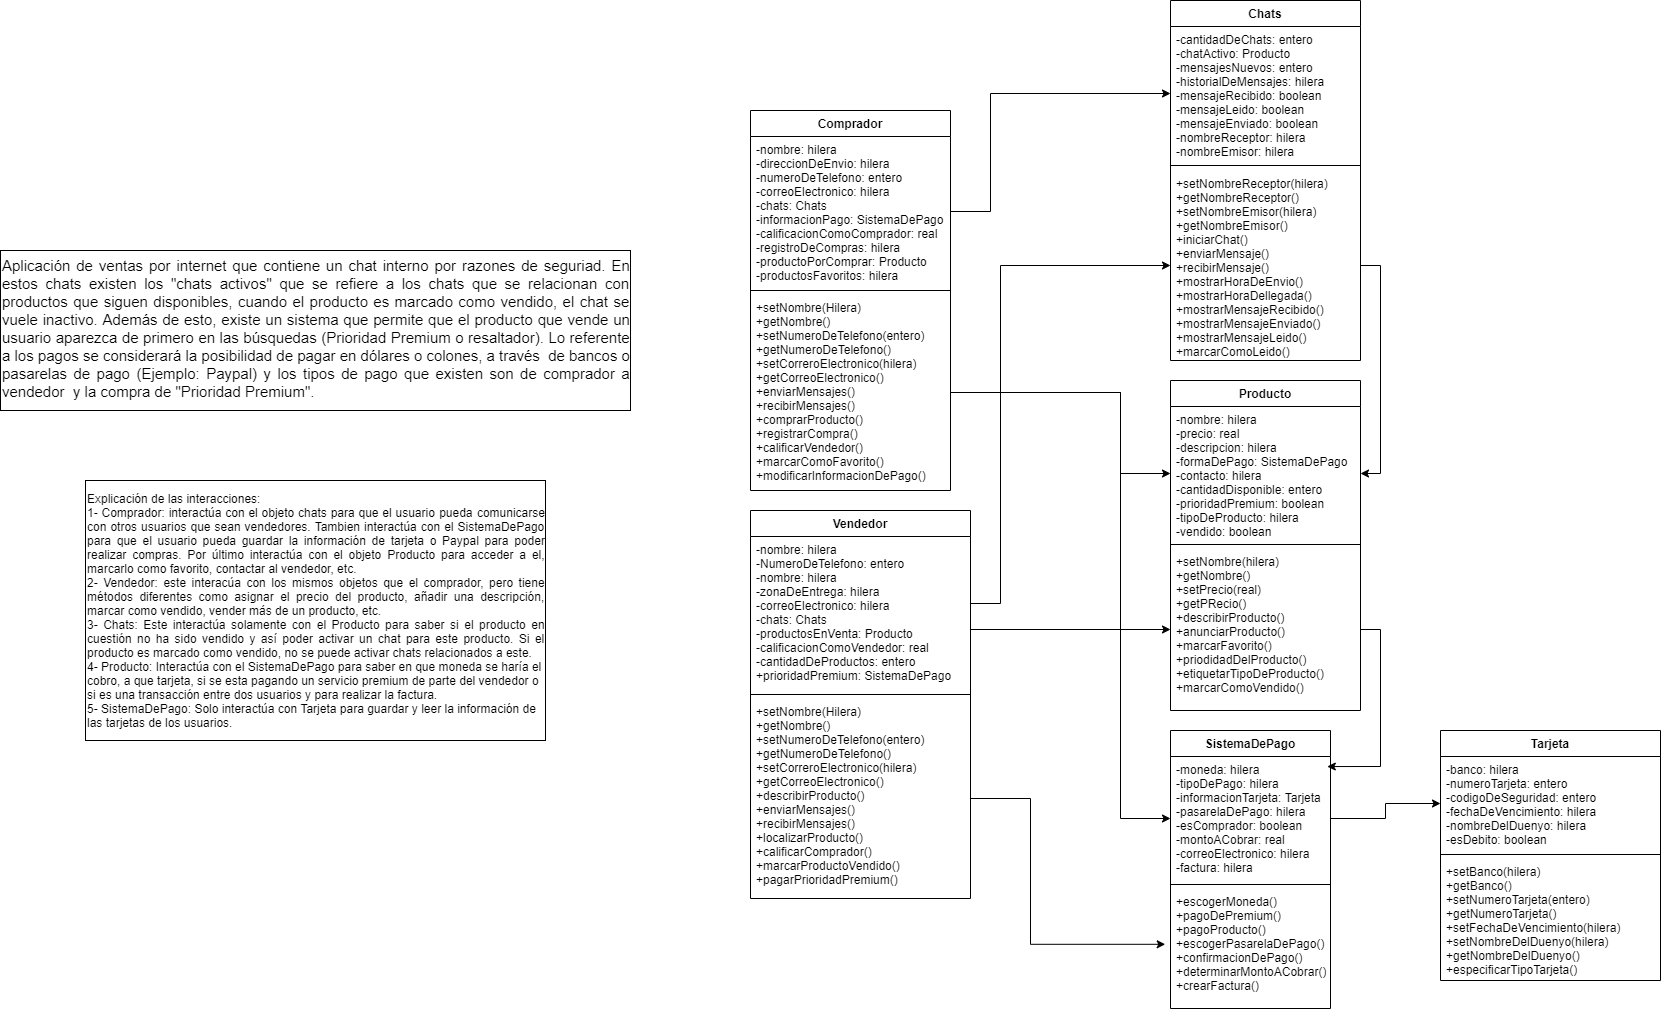 Aplicación de ventas por internet que contiene un chat interno por razones de seguriad. En
estos chats existen los "chats activos" que se refiere a los chats que se relacionan con
productos que siguen disponibles, cuando el producto es marcado como vendido, el chat se
vuele inactivo. Además de esto, existe un sistema que permite que el producto que vende un
usuario aparezca de primero en las búsquedas (Prioridad Premium o resaltador). Lo referente
a los pagos se considerará la posibilidad de pagar en dólares o colones, a través  de bancos o
pasarelas de pago (Ejemplo: Paypal) y los tipos de pago que existen son de comprador a
vendedor  y la compra de "Prioridad Premium".
Explicación de las interacciones:
1- Comprador: interactúa con el objeto chats para que el usuario pueda comunicarse
con otros usuarios que sean vendedores. Tambien interactúa con el SistemaDePago
para que el usuario pueda guardar la información de tarjeta o Paypal para poder
realizar compras. Por último interactúa con el objeto Producto para acceder a el,
marcarlo como favorito, contactar al vendedor, etc.
2- Vendedor: este interacúa con los mismos objetos que el comprador, pero tiene
métodos diferentes como asignar el precio del producto, añadir una descripción,
marcar como vendido, vender más de un producto, etc.
3- Chats: Este interactúa solamente con el Producto para saber si el producto en
cuestión no ha sido vendido y así poder activar un chat para este producto. Si el
producto es marcado como vendido, no se puede activar chats relacionados a este.
4- Producto: Interactúa con el SistemaDePago para saber en que moneda se haría el
cobro, a que tarjeta, si se esta pagando un servicio premium de parte del vendedor o
si es una transacción entre dos usuarios y para realizar la factura.
5- SistemaDePago: Solo interactúa con Tarjeta para guardar y leer la información de
las tarjetas de los usuarios.
Comprador
-nombre: hilera
-direccionDeEnvio: hilera
-numeroDeTelefono: entero
-correoElectronico: hilera
-chats: Chats
-informacionPago: SistemaDePago
-calificacionComoComprador: real
-registroDeCompras: hilera
-productoPorComprar: Producto
-productosFavoritos: hilera
+setNombre(Hilera)
+getNombre()
+setNumeroDeTelefono(entero)
+getNumeroDeTelefono()
+setCorreroElectronico(hilera)
+getCorreoElectronico()
+enviarMensajes()
+recibirMensajes()
+comprarProducto()
+registrarCompra()
+calificarVendedor()
+marcarComoFavorito()
+modificarInformacionDePago()
Vendedor
-nombre: hilera
-NumeroDeTelefono: entero
-nombre: hilera
-zonaDeEntrega: hilera
-correoElectronico: hilera
-chats: Chats
-productosEnVenta: Producto
-calificacionComoVendedor: real
-cantidadDeProductos: entero
+prioridadPremium: SistemaDePago
+setNombre(Hilera)
+getNombre()
+setNumeroDeTelefono(entero)
+getNumeroDeTelefono()
+setCorreroElectronico(hilera)
+getCorreoElectronico()
+describirProducto()
+enviarMensajes()
+recibirMensajes()
+localizarProducto()
+calificarComprador()
+marcarProductoVendido()
+pagarPrioridadPremium()
Chats
-cantidadDeChats: entero
-chatActivo: Producto
-mensajesNuevos: entero
-historialDeMensajes: hilera
-mensajeRecibido: boolean
-mensajeLeido: boolean
-mensajeEnviado: boolean
-nombreReceptor: hilera
-nombreEmisor: hilera
+setNombreReceptor(hilera)
+getNombreReceptor()
+setNombreEmisor(hilera)
+getNombreEmisor()
+iniciarChat()
+enviarMensaje()
+recibirMensaje()
+mostrarHoraDeEnvio()
+mostrarHoraDellegada()
+mostrarMensajeRecibido()
+mostrarMensajeEnviado()
+mostrarMensajeLeido()
+marcarComoLeido()
Producto
-nombre: hilera
-precio: real
-descripcion: hilera
-formaDePago: SistemaDePago
-contacto: hilera
-cantidadDisponible: entero
-prioridadPremium: boolean
-tipoDeProducto: hilera
-vendido: boolean
+setNombre(hilera)
+getNombre()
+setPrecio(real)
+getPRecio()
+describirProducto()
+anunciarProducto()
+marcarFavorito()
+priodidadDelProducto()
+etiquetarTipoDeProducto()
+marcarComoVendido()
SistemaDePago
-moneda: hilera
-tipoDePago: hilera
-informacionTarjeta: Tarjeta
-pasarelaDePago: hilera
-esComprador: boolean
-montoACobrar: real
-correoElectronico: hilera
-factura: hilera
+escogerMoneda()
+pagoDePremium()
+pagoProducto()
+escogerPasarelaDePago()
+confirmacionDePago()
+determinarMontoACobrar()
+crearFactura()
Tarjeta
-banco: hilera
-numeroTarjeta: entero
-codigoDeSeguridad: entero
-fechaDeVencimiento: hilera
-nombreDelDuenyo: hilera
-esDebito: boolean
+setBanco(hilera)
+getBanco()
+setNumeroTarjeta(entero)
+getNumeroTarjeta()
+setFechaDeVencimiento(hilera)
+setNombreDelDuenyo(hilera)
+getNombreDelDuenyo()
+especificarTipoTarjeta()